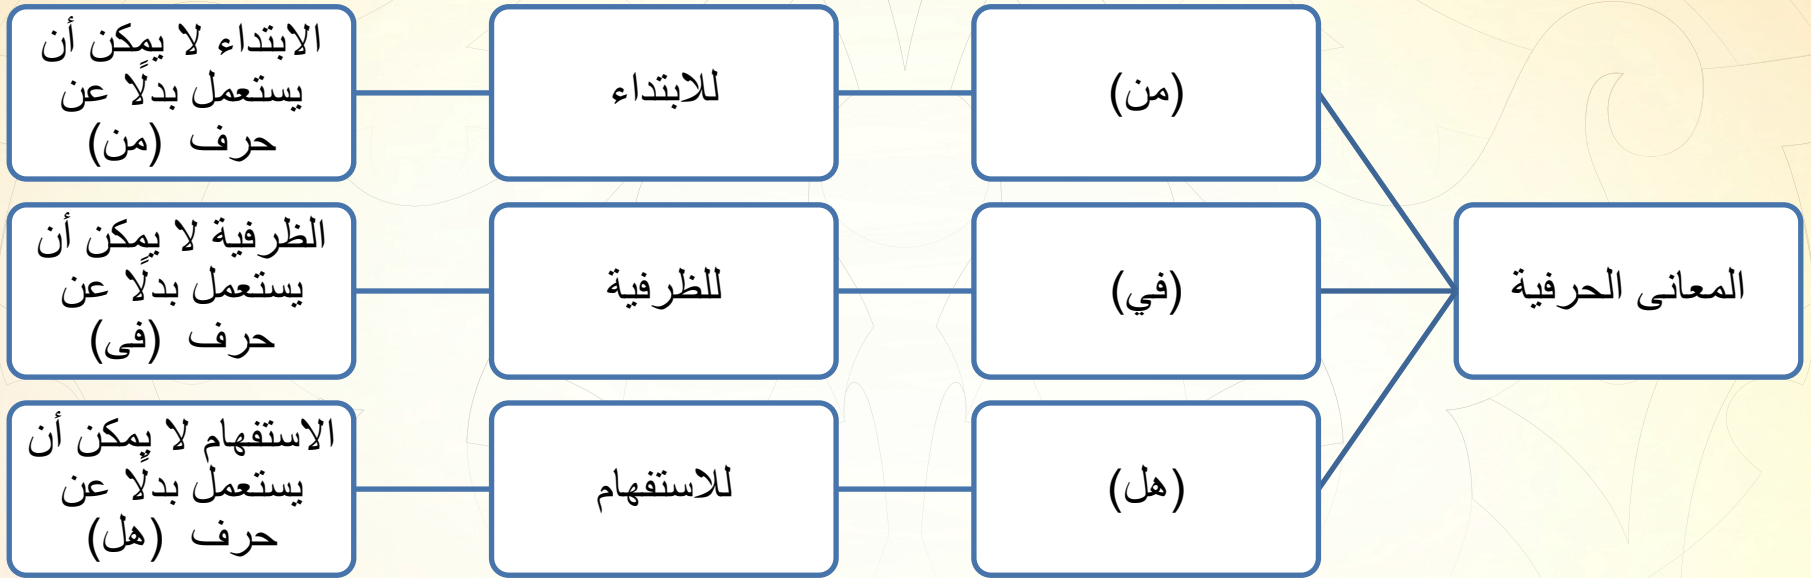 المعانى الحرفية
(من)
للابتداء
الابتداء لا يمكن أن
يستعمل بدلًا عن
حرف (من)
(في)
للظرفية
الظرفية لا يمكن أن
يستعمل بدلًا عن
حرف (فى)
(هل)
للاستفهام
الاستفهام لا يمكن أن
يستعمل بدلًا عن
حرف (هل)